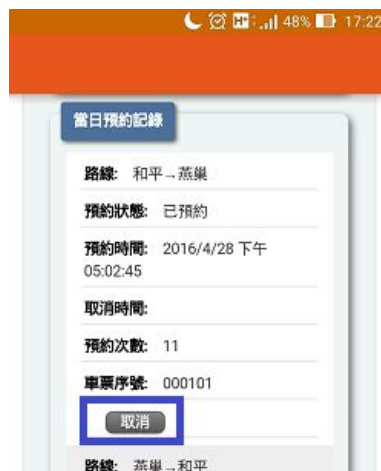 48% 17:22
當日預約記錄
路線: 和平→燕巢
預約狀態: 已預約
預約時間: 2016/4/28 下午
05:02:45
取消時間:
預約次數: 11
車票序號: 000101
取消
路線: 燕巢→和平